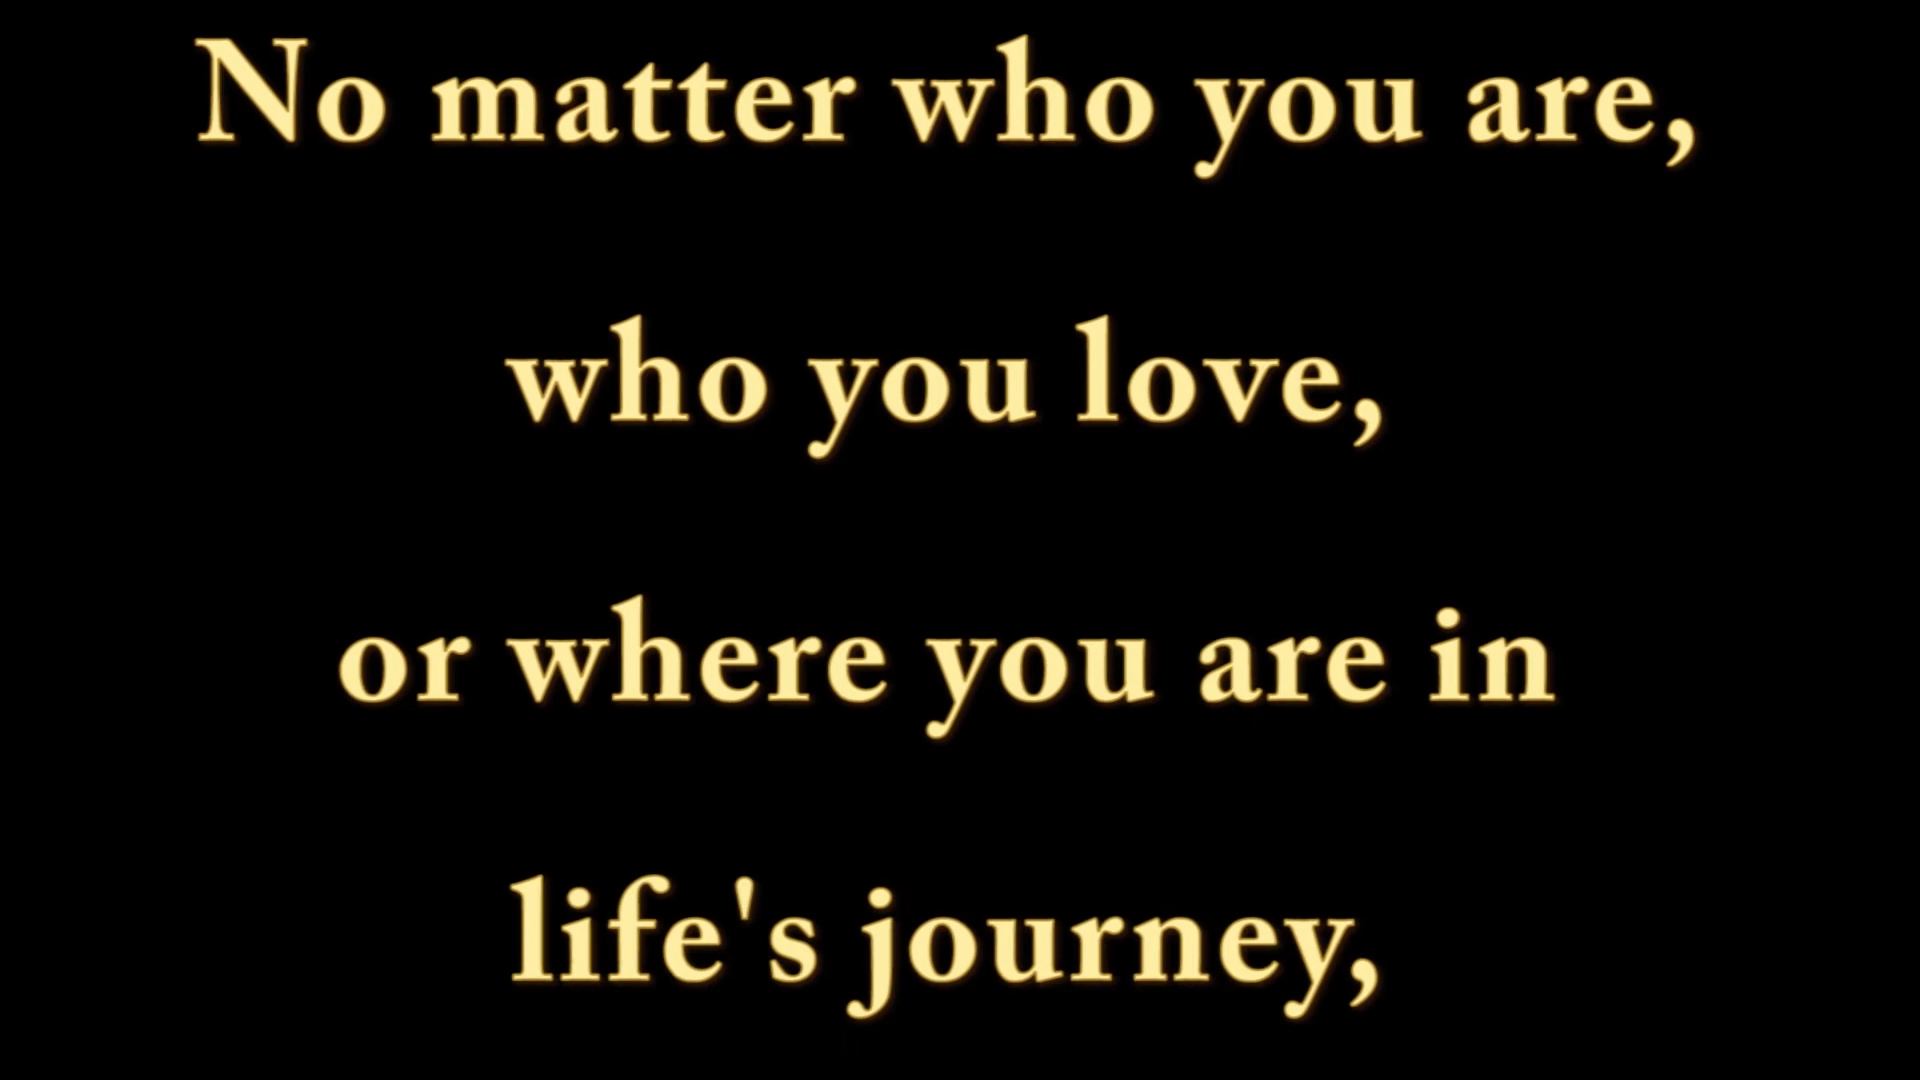 No matter who you are,
who you love,
or where you are in
life's journey,